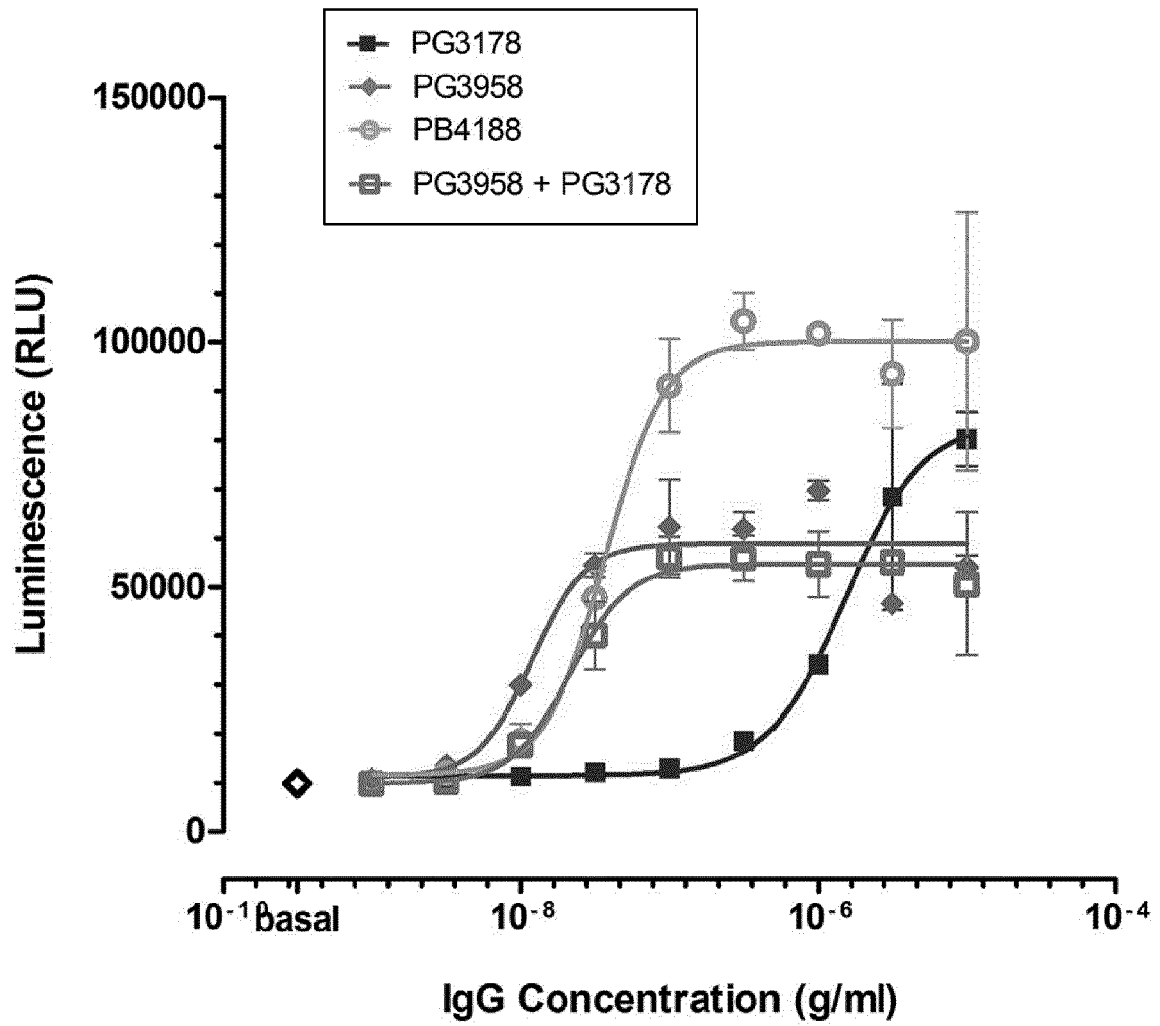 PG3178
PG3958
PB4188
PG3958 + PG3178
150000
100000
50000
0
Luminescence (RLU)
10-10 basal 10-8 10-6 10-4
IgG Concentration (g/ml)